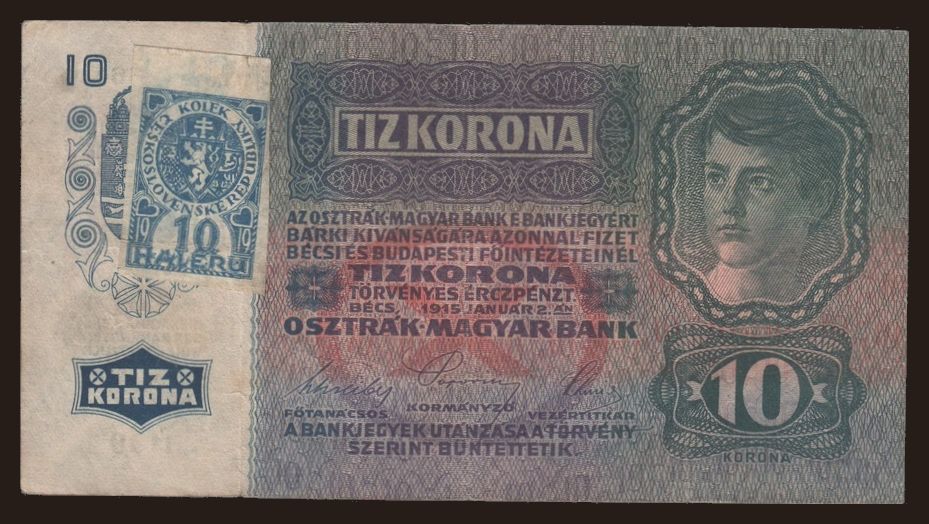 10
KOLEK
ČESKOSLOVENSKÉ REPUBLIKY
19 10 19
HALÉŘŮ
TIZ
KORONA
TIZ KORONA
AZ OSZTRÁK-MAGYAR BANK E BANKJEGYÉRT
BÁRKI KIVÁNSÁGÁRA AZONNAL FIZET
BÉCSI ÉS BUDAPESTI FŐINTÉZETEINÉL
TIZ KORONA
TÖRVÉNYES ÉRCZPÉNZT.
BÉCS, 1915 JANUÁR 2.ÁN
OSZTRÁK-MAGYAR BANK
FŐTANÁCSOS KORMÁNYZÓ VEZÉRTITKÁR
A BANKJEGYEK UTÁNZÁSA A TÖRVÉNY
SZERINT BÜNTETTETIK.
10
KORONA